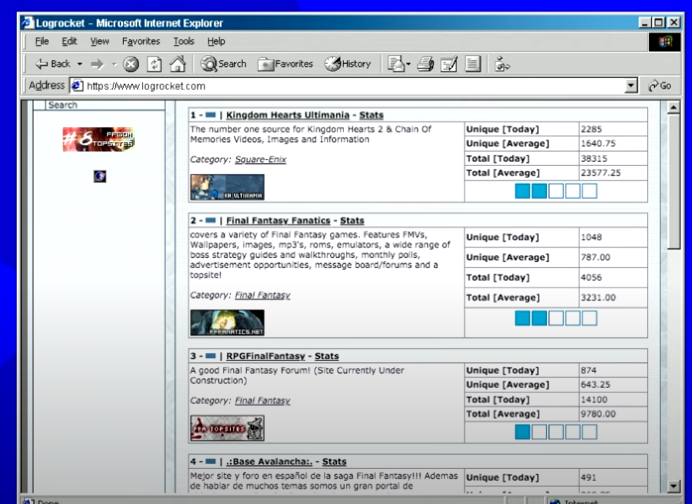 Logrocket - Microsoft Internet Explorer
File Edit View Favorites Tools Help
Back Search Favorites History
Address https://www.logrocket.com Go
Search
#8 TOPSITES
1 - | Kingdom Hearts Ultimania - Stats
The number one source for Kingdom Hearts 2 & Chain Of
Memories Videos, Images and Information
Category: Square-Enix
KH ULTIMANIA
Unique [Today] 2285
Unique [Average] 1640.75
Total [Today] 38315
Total [Average] 23577.25
2 - | Final Fantasy Fanatics - Stats
covers a variety of Final Fantasy games. Features FMVs,
Wallpapers, images, mp3's, roms, emulators, a wide range of
boss strategy guides and walkthroughs, monthly polls,
advertisement opportunities, message board/forums and a
topsite!
Category: Final Fantasy
FFFANATICS.NET
Unique [Today] 1048
Unique [Average] 787.00
Total [Today] 4056
Total [Average] 3231.00
3 - | RPGFinalFantasy - Stats
A good Final Fantasy Forum! (Site Currently Under
Construction)
Category: Final Fantasy
TOPSITES
Unique [Today] 874
Unique [Average] 643.25
Total [Today] 14100
Total [Average] 9780.00
4 - | .:Base Avalancha:. - Stats
Mejor site y foro en español de la saga Final Fantasy!!! Ademas
de hablar de muchos temas somos un gran portal de
Unique [Today] 491
Done Internet